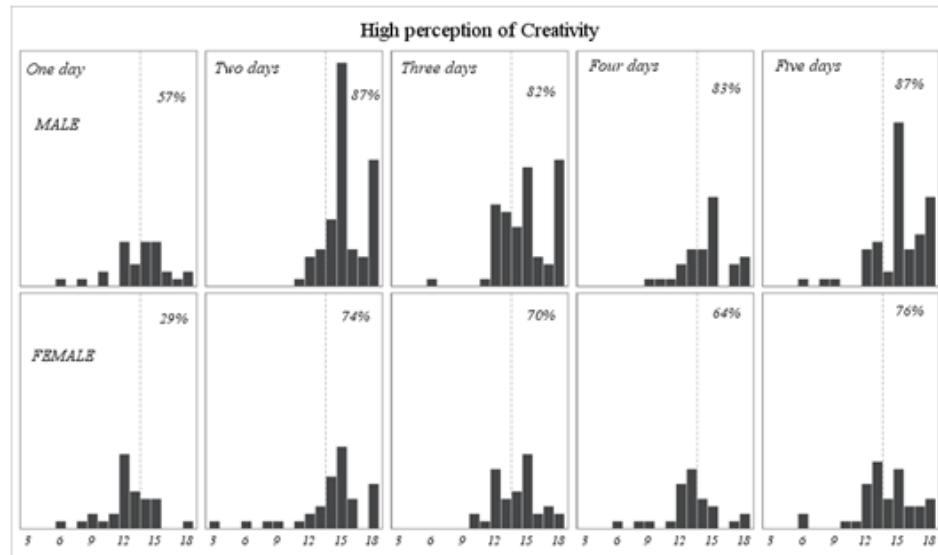 High perception of Creativity
One day Two days Three days Four days Five days
57% 87% 82% 83% 87%
MALE
29% 74% 70% 64% 76%
FEMALE
3 6 9 12 15 18 3 6 9 12 15 18 3 6 9 12 15 18 3 6 9 12 15 18 3 6 9 12 15 18